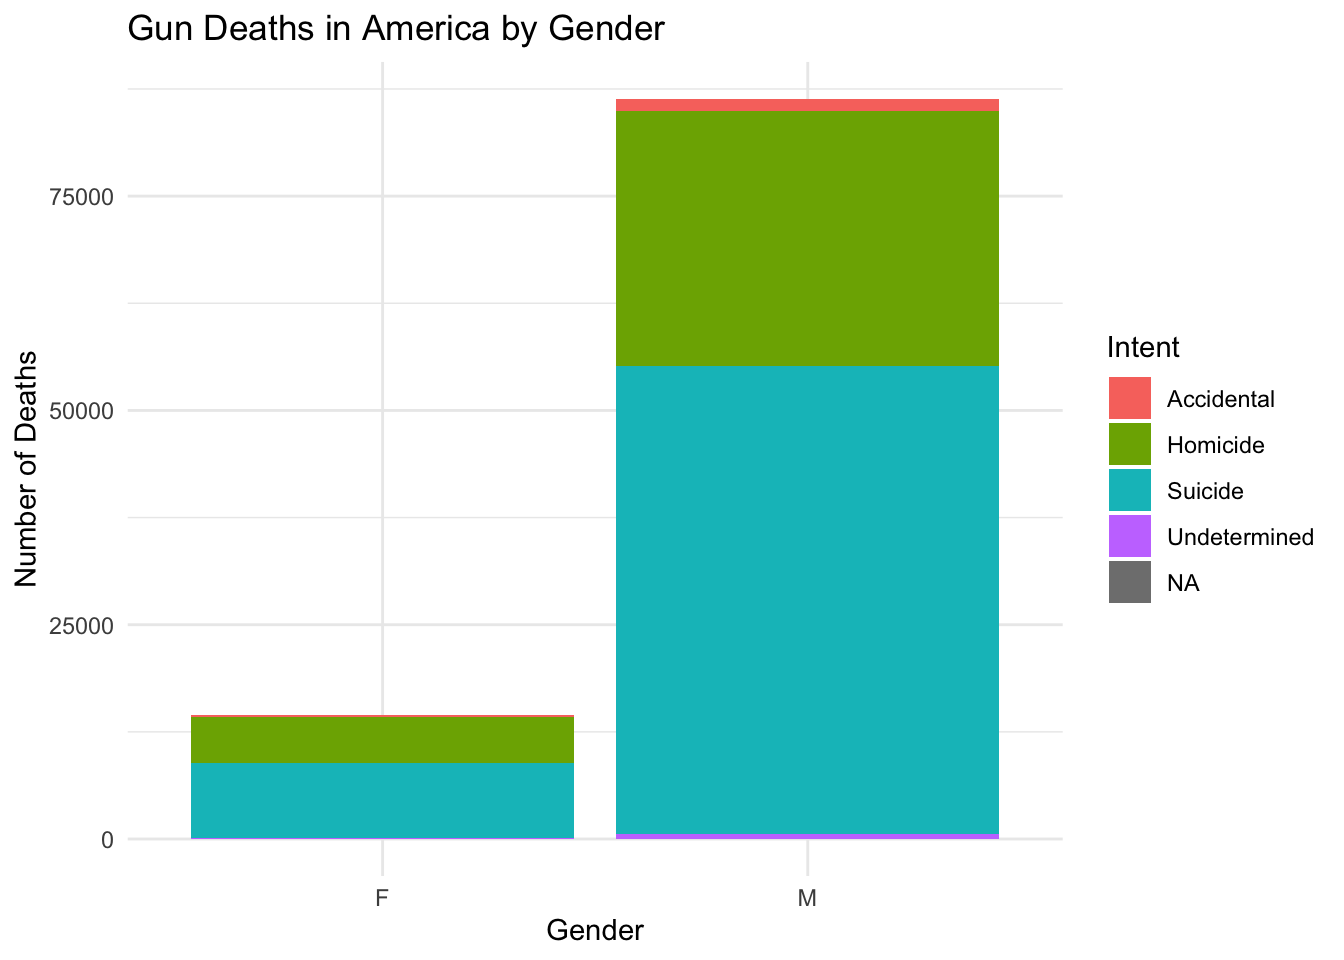 Gun Deaths in America by Gender
Number of Deaths
75000
50000
25000
0
F
M
Gender
Intent
Accidental
Homicide
Suicide
Undetermined
NA